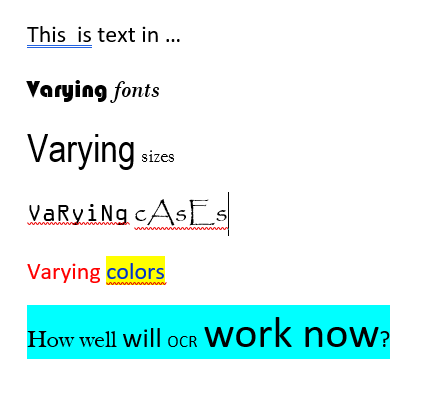 This  is text in ...
Varying fonts
Varying sizes
VaRyiNg cAsEs
Varying colors
How well will OCR work now?